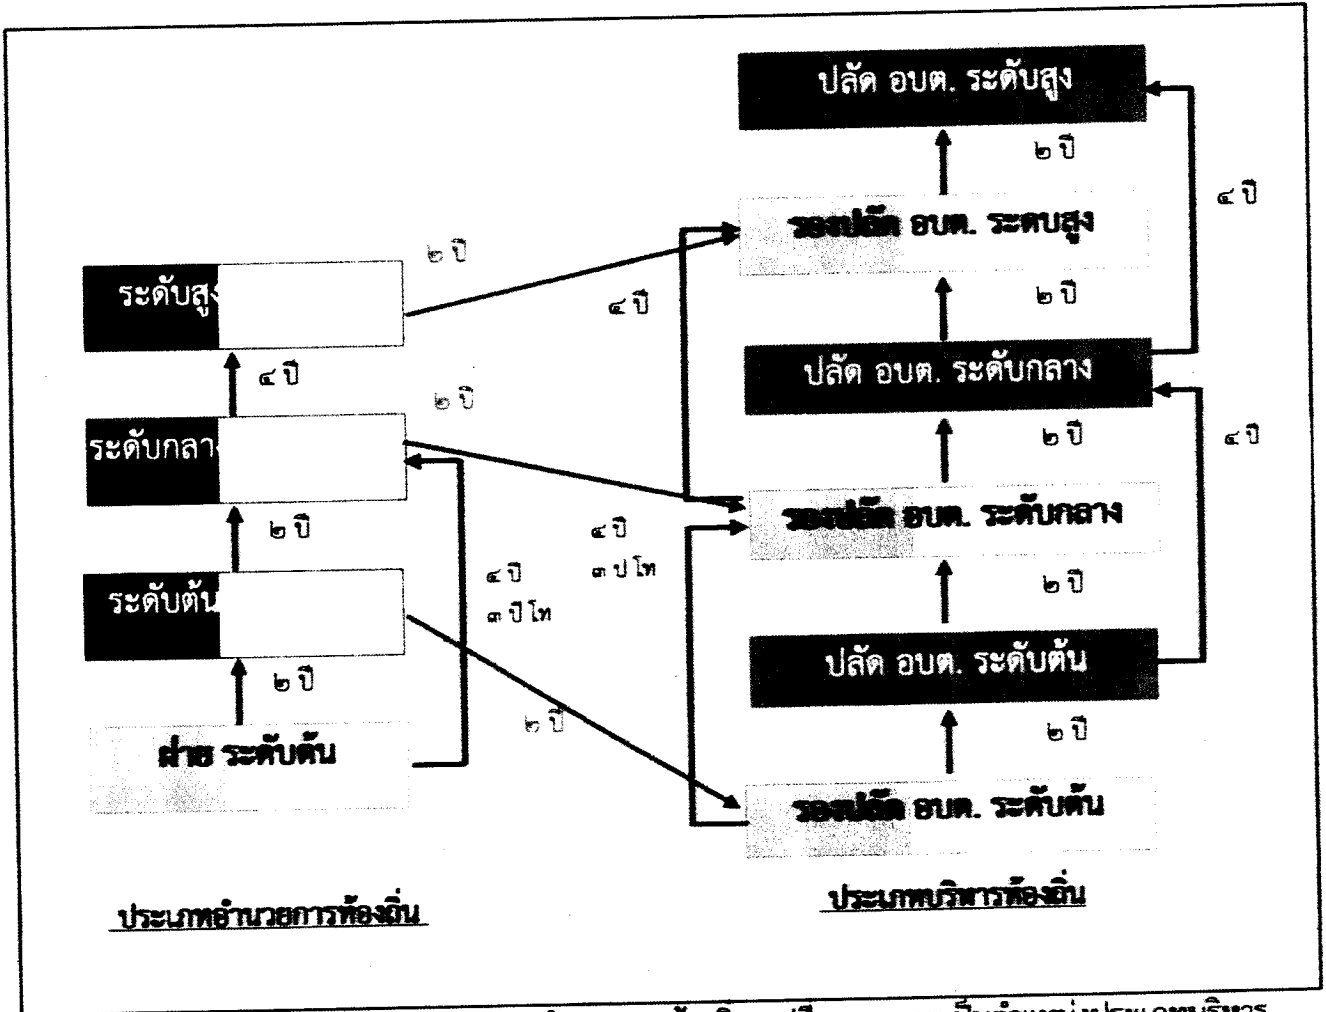 ปลัด อบต. ระดับสูง
๒ ปี
๔ ปี
รองปลัด อบต. ระดับสูง
๒ ปี
๒ ปี
๔ ปี
ระดับสูง
๔ ปี
ปลัด อบต. ระดับกลาง
๒ ปี
๒ ปี
๔ ปี
ระดับกลาง
รองปลัด อบต. ระดับกลาง
๒ ปี
๔ ปี
๓ ป โท
๔ ปี
๓ ปี โท
๒ ปี
ระดับต้น
ปลัด อบต. ระดับต้น
๒ ปี
๒ ปี
๒ ปี
ฝ่าย ระดับต้น
รองปลัด อบต. ระดับต้น
ประเภทอำนวยการท้องถิ่น
ประเภทบริหารท้องถิ่น